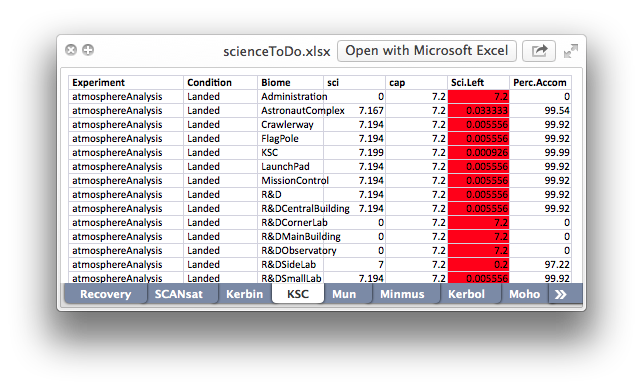 scienceToDo.xlsx Open with Microsoft Excel
Experiment Condition Biome sci cap Sci.Left Perc.Accom
atmosphereAnalysis Landed Administration 0 7.2 7.2 0
atmosphereAnalysis Landed AstronautComplex 7.167 7.2 0.033333 99.54
atmosphereAnalysis Landed Crawlerway 7.194 7.2 0.005556 99.92
atmosphereAnalysis Landed FlagPole 7.194 7.2 0.005556 99.92
atmosphereAnalysis Landed KSC 7.199 7.2 0.000926 99.99
atmosphereAnalysis Landed LaunchPad 7.194 7.2 0.005556 99.92
atmosphereAnalysis Landed MissionControl 7.194 7.2 0.005556 99.92
atmosphereAnalysis Landed R&D 7.194 7.2 0.005556 99.92
atmosphereAnalysis Landed R&DCentralBuilding 7.194 7.2 0.005556 99.92
atmosphereAnalysis Landed R&DCornerLab 0 7.2 7.2 0
atmosphereAnalysis Landed R&DMainBuilding 0 7.2 7.2 0
atmosphereAnalysis Landed R&DObservatory 0 7.2 7.2 0
atmosphereAnalysis Landed R&DSideLab 7 7.2 0.2 97.22
atmosphereAnalysis Landed R&DSmallLab 7.194 7.2 0.005556 99.92
Recovery SCANsat Kerbin KSC Mun Minmus Kerbol Moho »